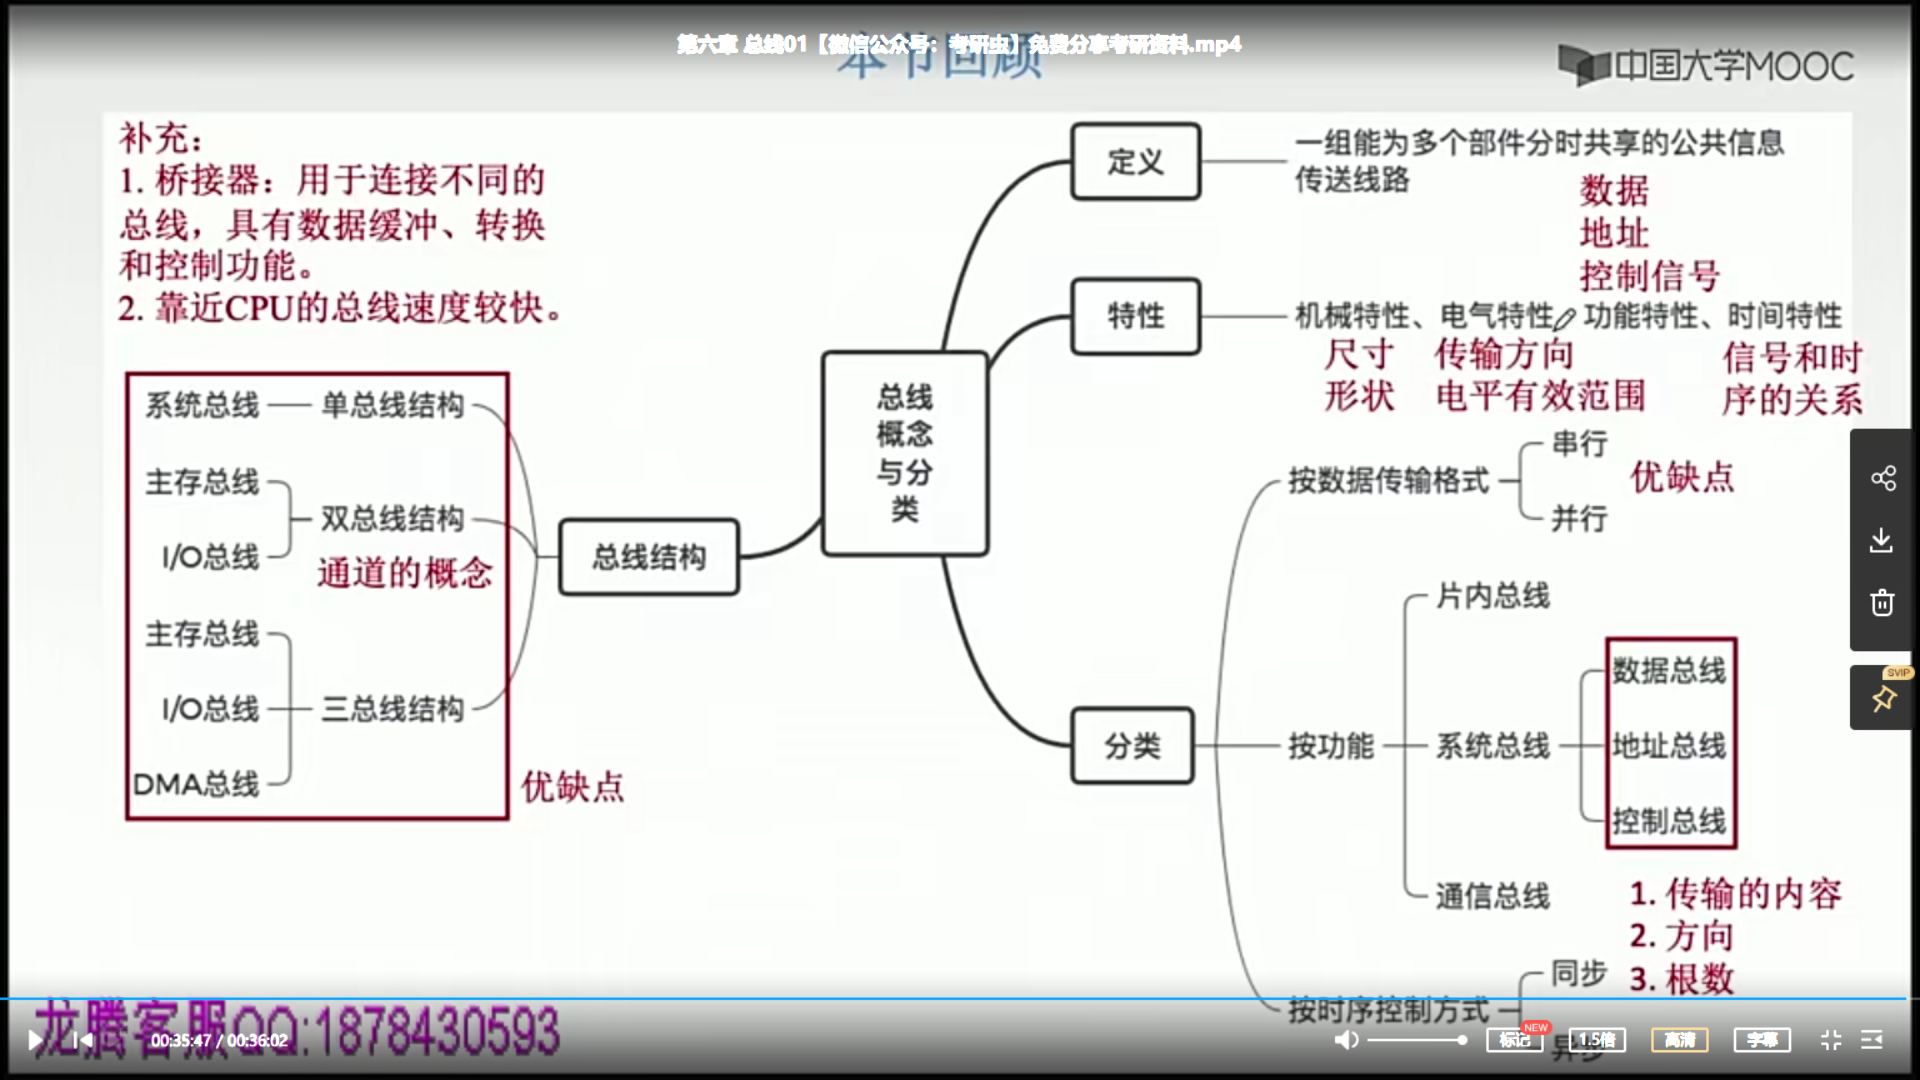 第六章 总线01【微信公众号：考研虫】免费分享考研资料.mp4
本节回顾
中国大学MOOC
补充：
1. 桥接器：用于连接不同的
总线，具有数据缓冲、转换
和控制功能。
2. 靠近CPU的总线速度较快。
系统总线
单总线结构
主存总线
双总线结构
I/O总线
通道的概念
主存总线
I/O总线
三总线结构
DMA总线
优缺点
总线结构
总线
概念
与分
类
定义
一组能为多个部件分时共享的公共信息
传送线路
数据
地址
控制信号
特性
机械特性、电气特性 功能特性、时间特性
尺寸
形状
传输方向
电平有效范围
信号和时
序的关系
分类
按数据传输格式
串行
并行
优缺点
按功能
片内总线
系统总线
数据总线
地址总线
控制总线
通信总线
1. 传输的内容
2. 方向
3. 根数
按时序控制方式
同步
异步
SVIP
龙腾客服QQ:1878430593
00:35:47 / 00:36:02
标记
NEW
1.5倍
高清
字幕